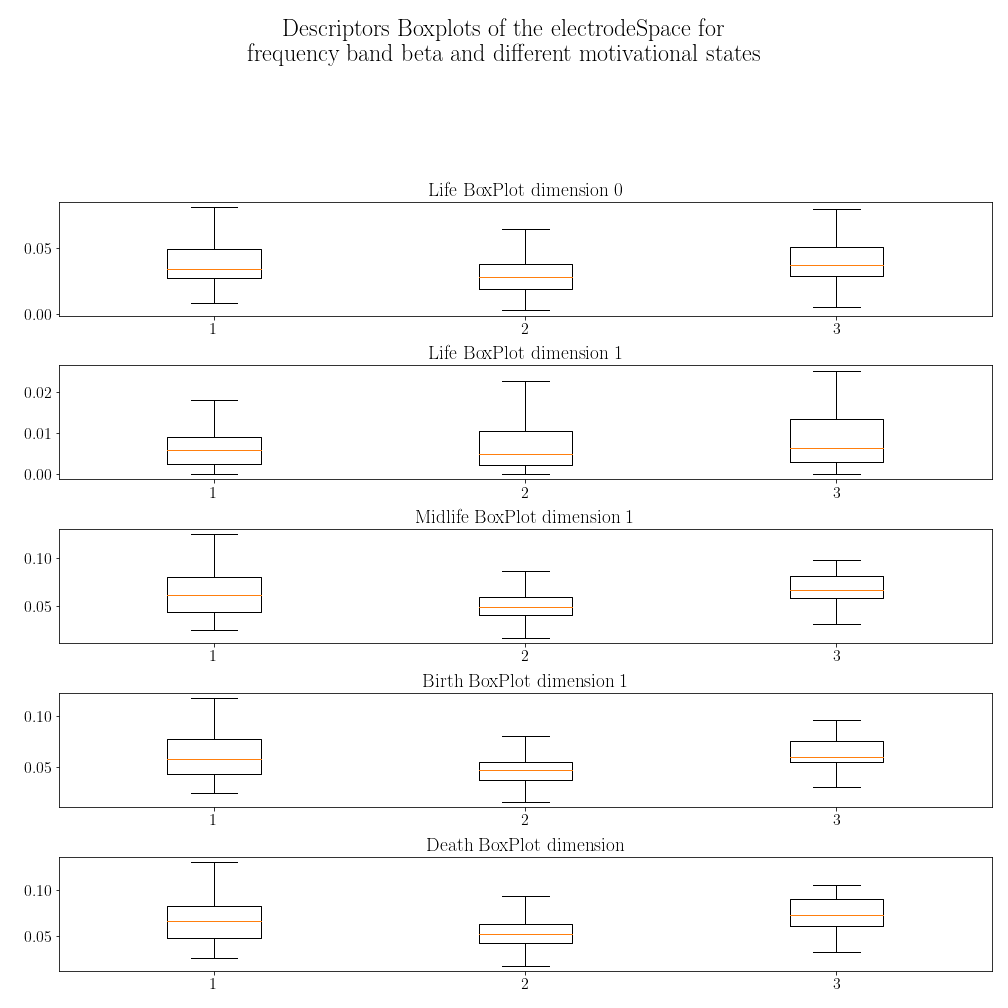 Descriptors Boxplots of the electrodeSpace for
frequency band beta and different motivational states
Life BoxPlot dimension 0
0.05
0.00
1 2 3
Life BoxPlot dimension 1
0.02
0.01
0.00
1 2 3
Midlife BoxPlot dimension 1
0.10
0.05
1 2 3
Birth BoxPlot dimension 1
0.10
0.05
1 2 3
Death BoxPlot dimension
0.10
0.05
1 2 3